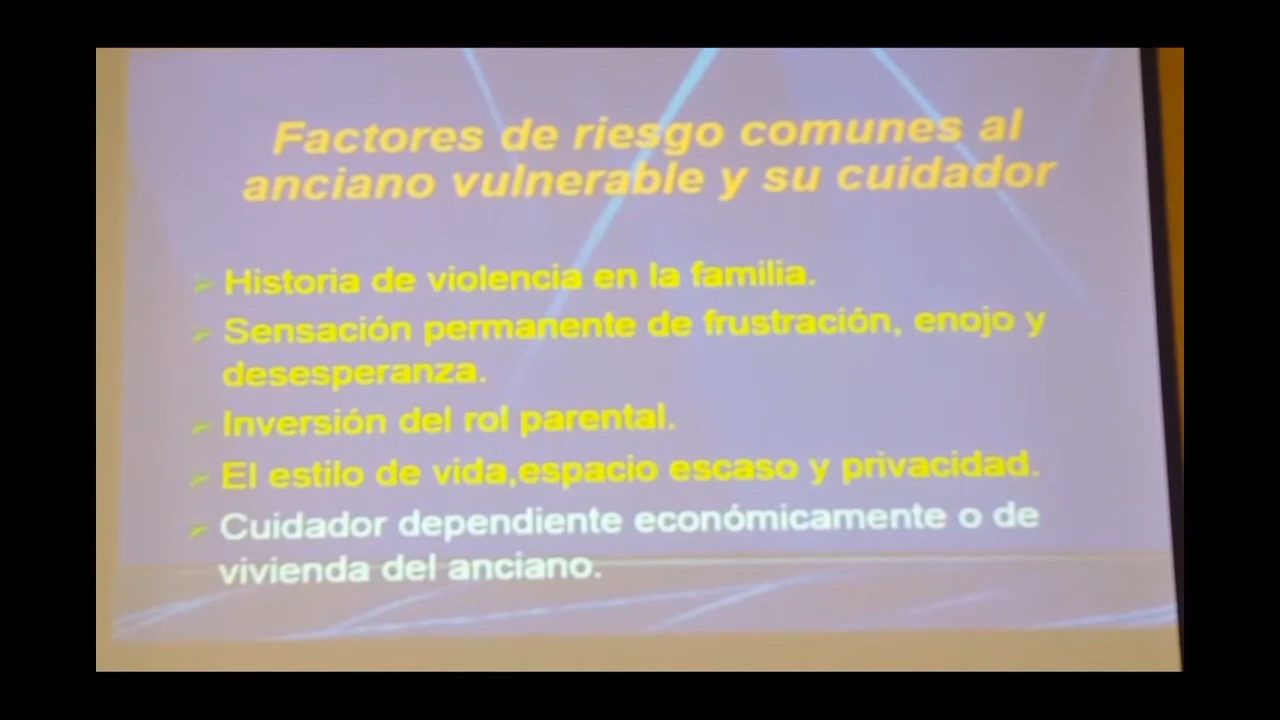 Factores de riesgo comunes al
anciano vulnerable y su cuidador
Historia de violencia en la familia.
Sensación permanente de frustración, enojo y
desesperanza.
Inversión del rol parental.
El estilo de vida,espacio escaso y privacidad.
Cuidador dependiente económicamente o de
vivienda del anciano.